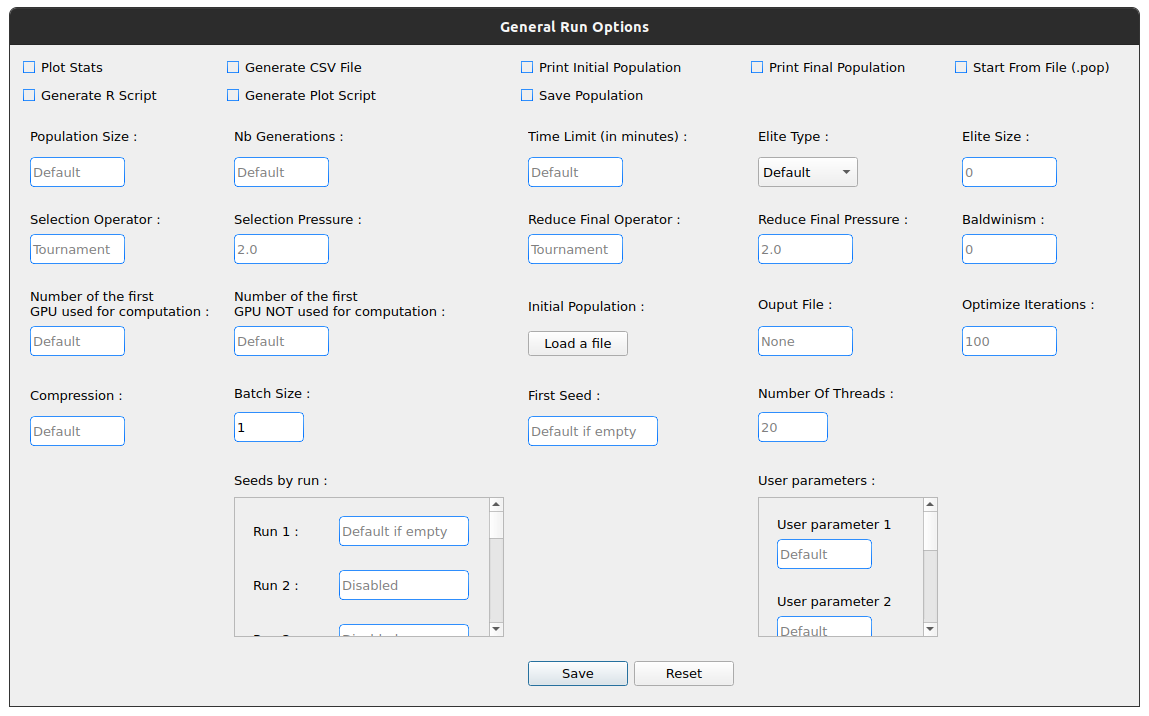 General Run Options
Plot Stats
Generate CSV File
Print Initial Population
Print Final Population
Start From File (.pop)
Generate R Script
Generate Plot Script
Save Population
Population Size :
Nb Generations :
Time Limit (in minutes) :
Elite Type :
Elite Size :
Default
Default
Default
Default
0
Selection Operator :
Selection Pressure :
Reduce Final Operator :
Reduce Final Pressure :
Baldwinism :
Tournament
2.0
Tournament
2.0
0
Number of the first
GPU used for computation :
Number of the first
GPU NOT used for computation :
Initial Population :
Ouput File :
Optimize Iterations :
Default
Default
Load a file
None
100
Compression :
Batch Size :
First Seed :
Number Of Threads :
Default
1
Default if empty
20
Seeds by run :
User parameters :
Run 1 :
Default if empty
Run 2 :
Disabled
User parameter 1
Default
User parameter 2
Default
Save
Reset